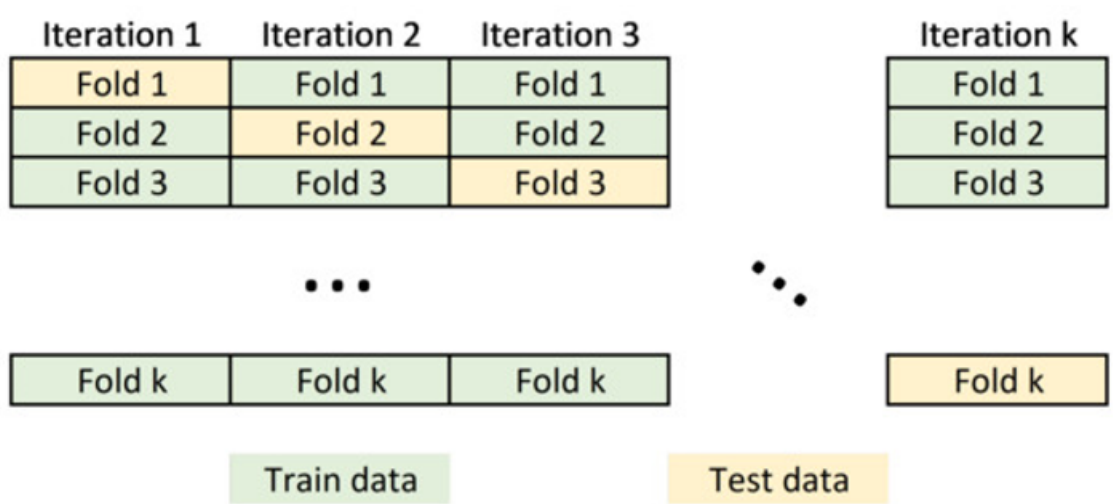 Iteration 1 Iteration 2 Iteration 3 Iteration k
Fold 1 Fold 1 Fold 1 Fold 1
Fold 2 Fold 2 Fold 2 Fold 2
Fold 3 Fold 3 Fold 3 Fold 3
... ...
Fold k Fold k Fold k Fold k
Train data Test data